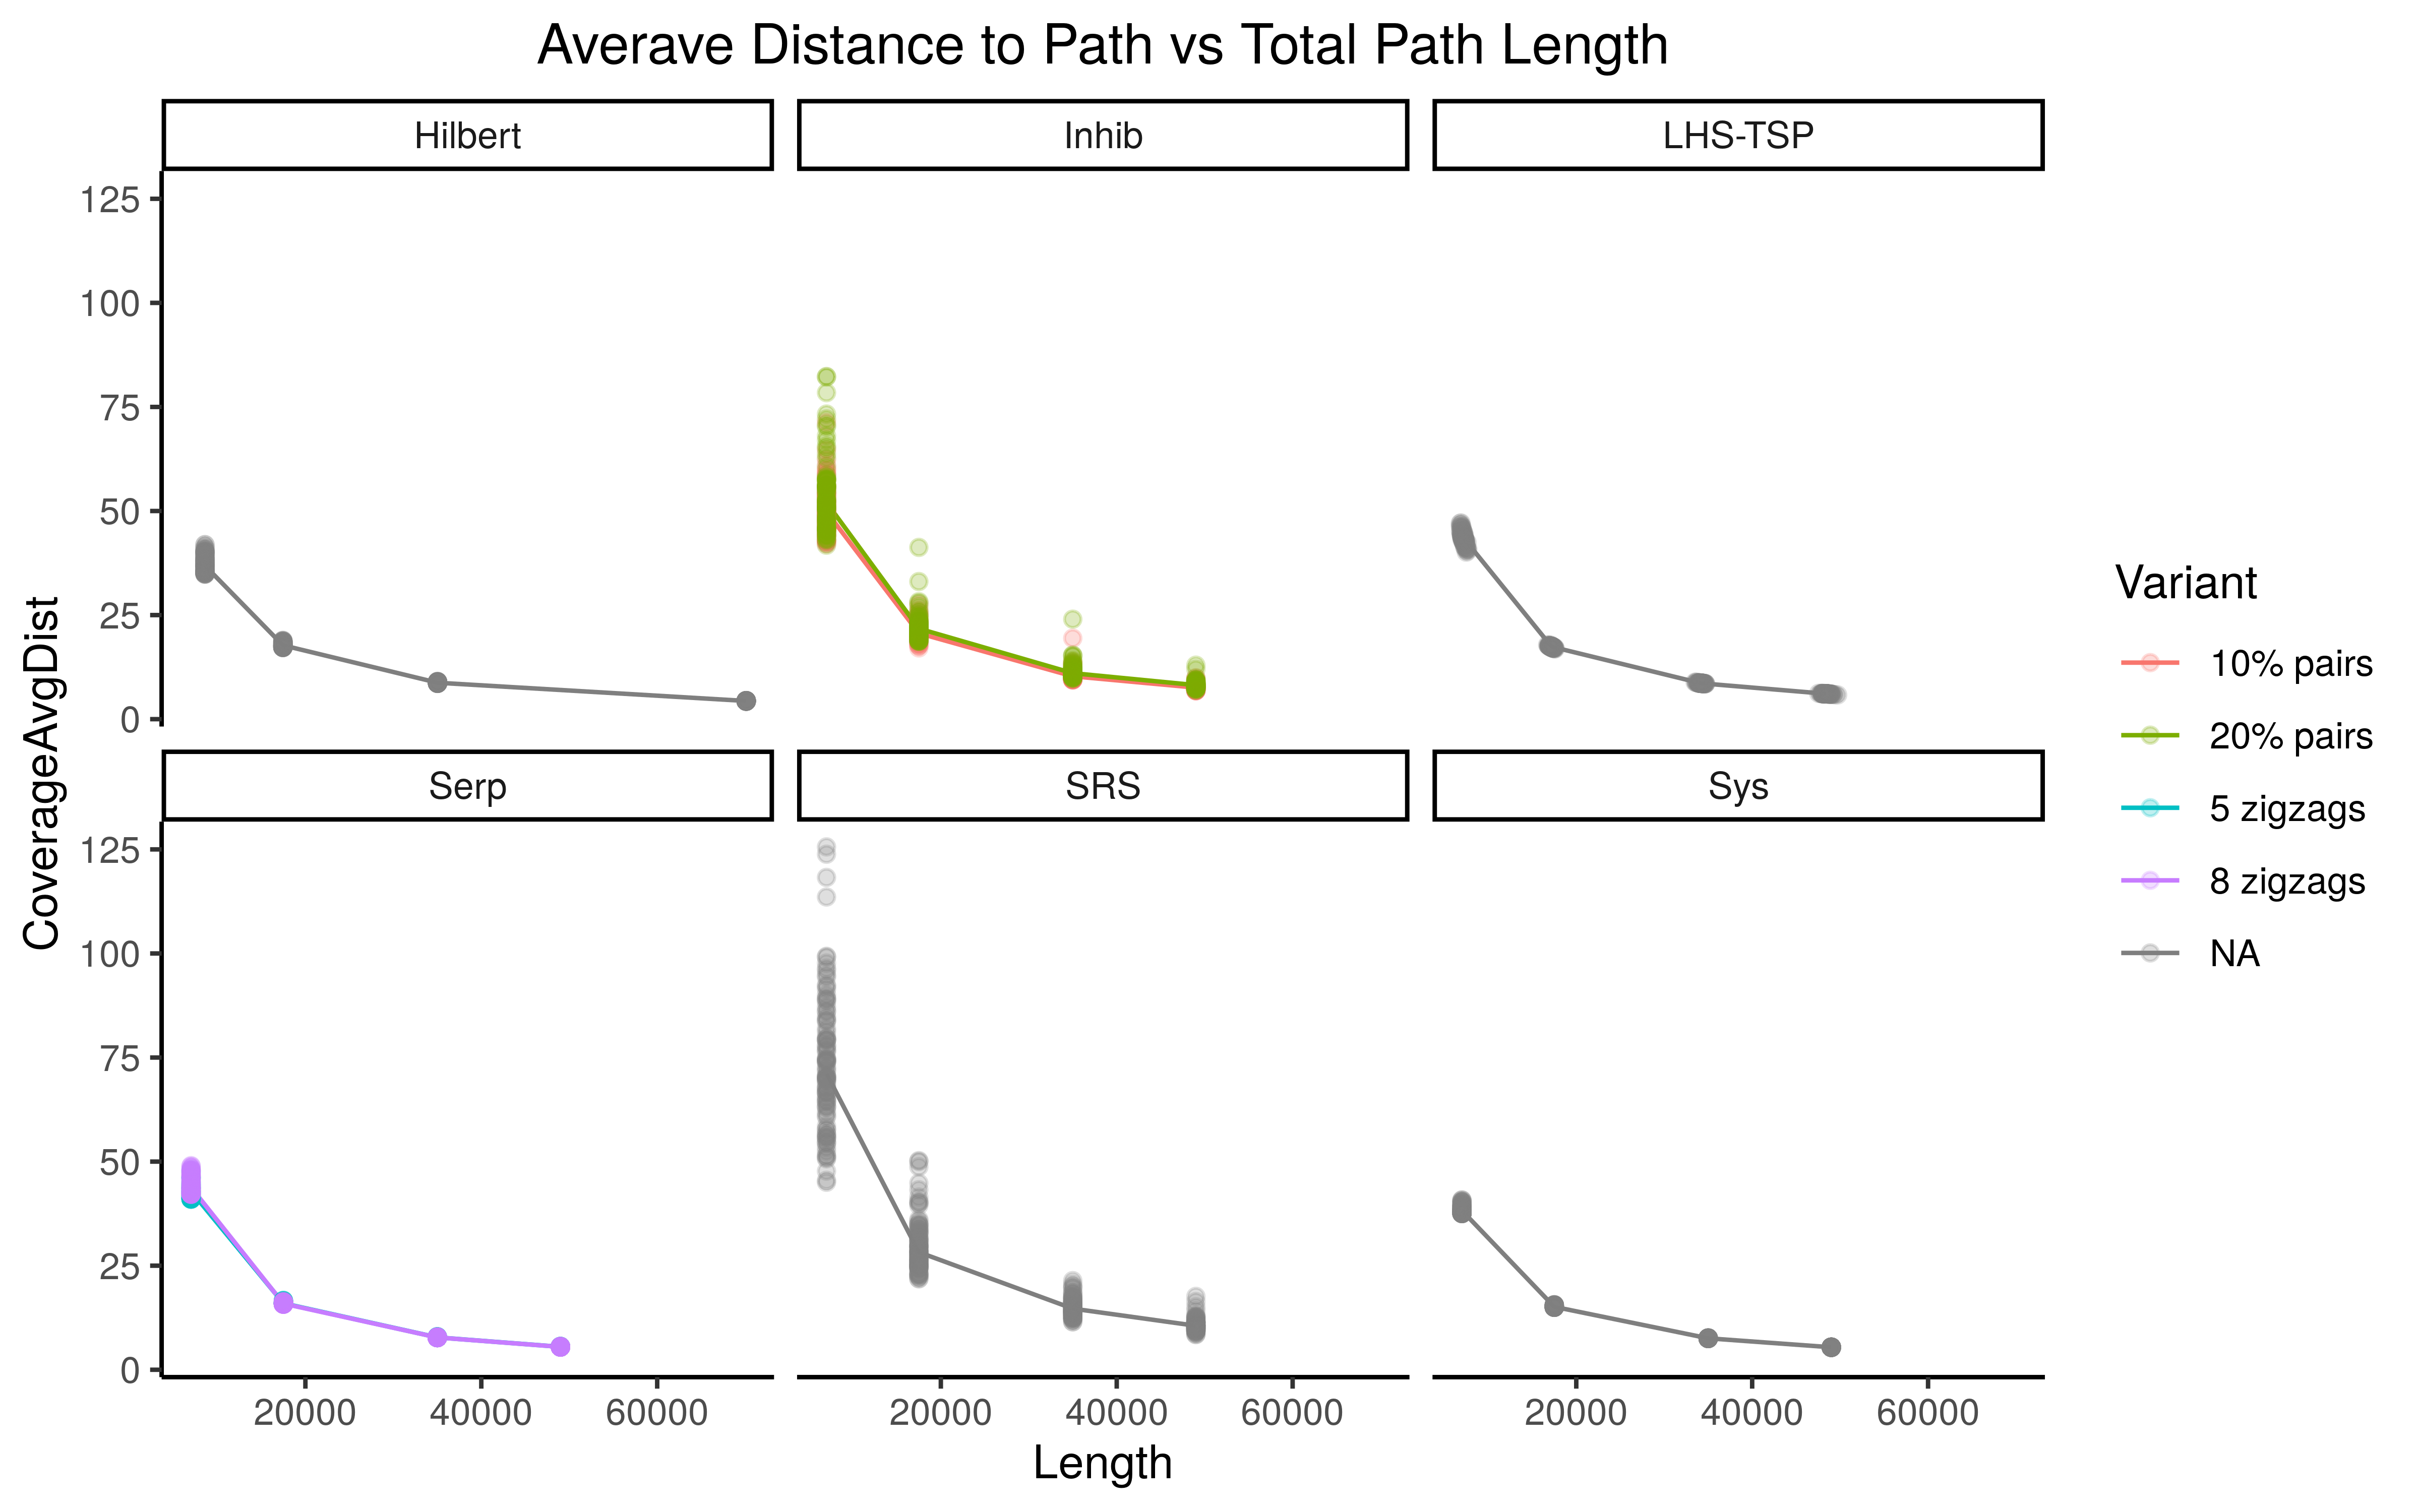 Averave Distance to Path vs Total Path Length
Hilbert
Inhib
LHS-TSP
125
100
75
50
25
0
CoverageAvgDist
Serp
SRS
Sys
125
100
75
50
25
0
20000 40000 60000
20000 40000 60000
20000 40000 60000
Length
Variant
10% pairs
20% pairs
5 zigzags
8 zigzags
NA